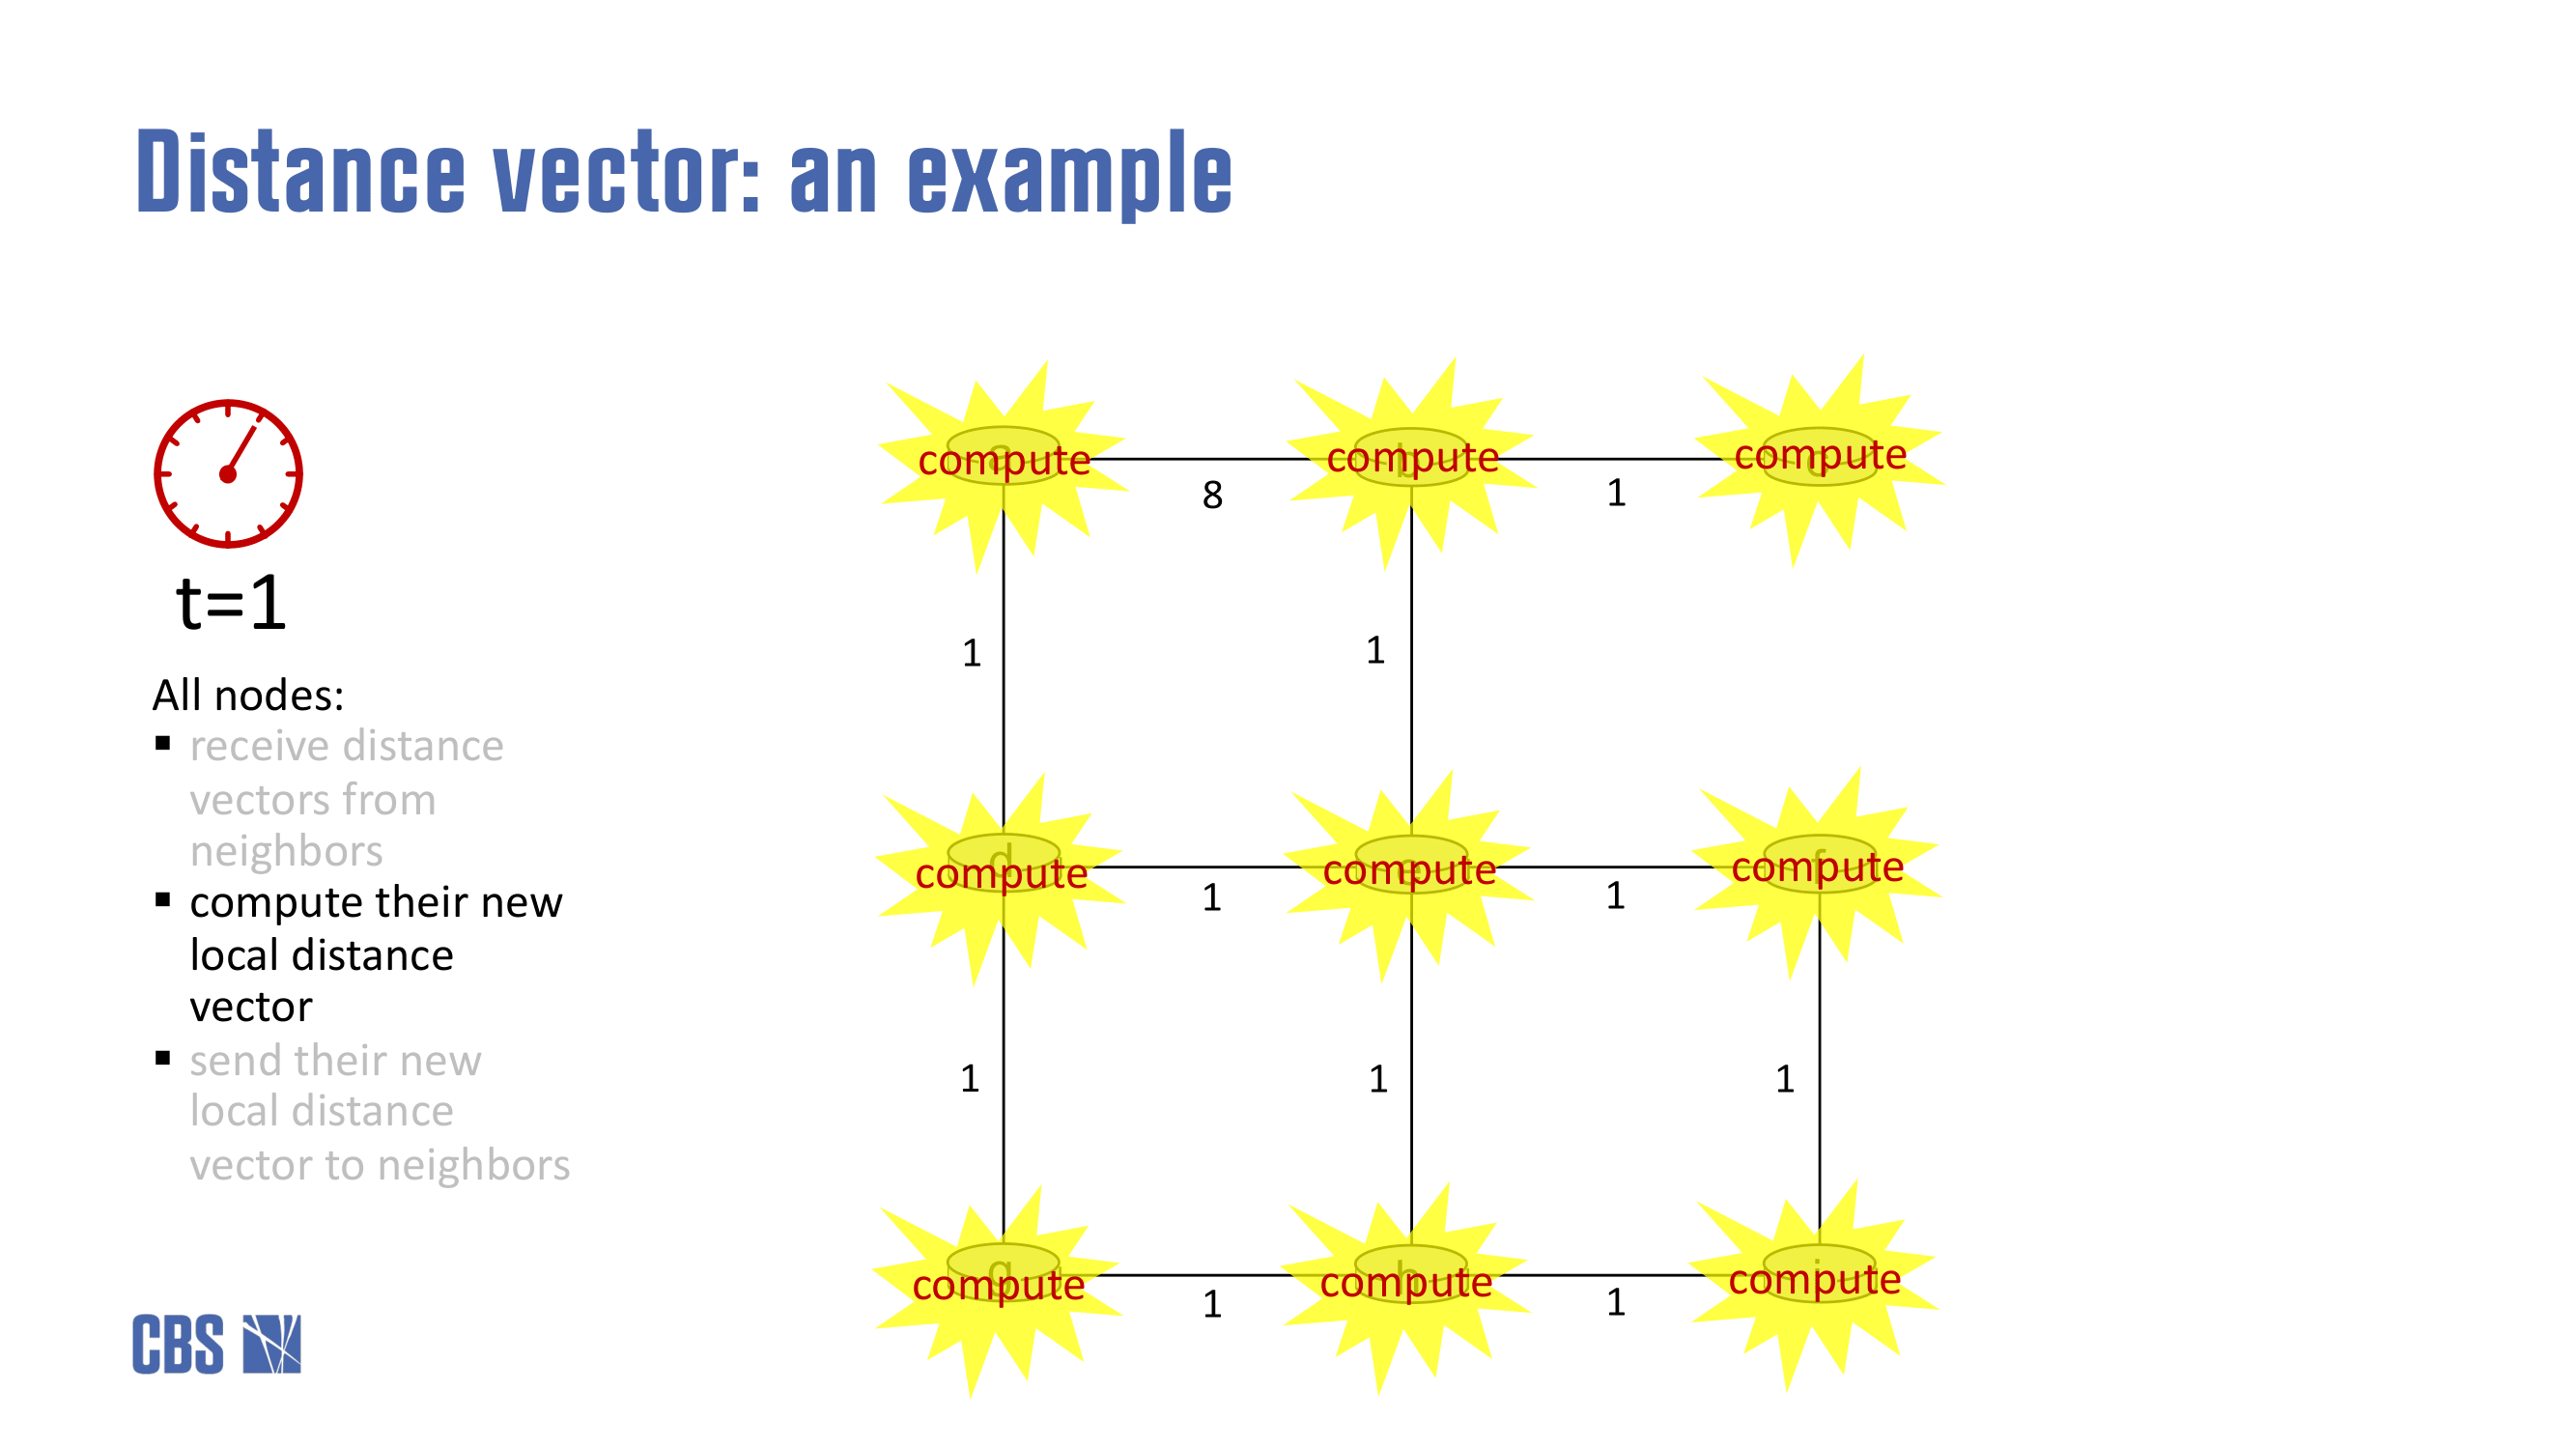 Distance vector: an example
t=1
All nodes:
▪ receive distance
vectors from
neighbors
▪ compute their new
local distance
vector
▪ send their new
local distance
vector to neighbors
compute
compute
compute
8
1
1
1
d
compute
compute
compute
1
1
1
1
1
g
compute
h
compute
compute
1
1
CBS